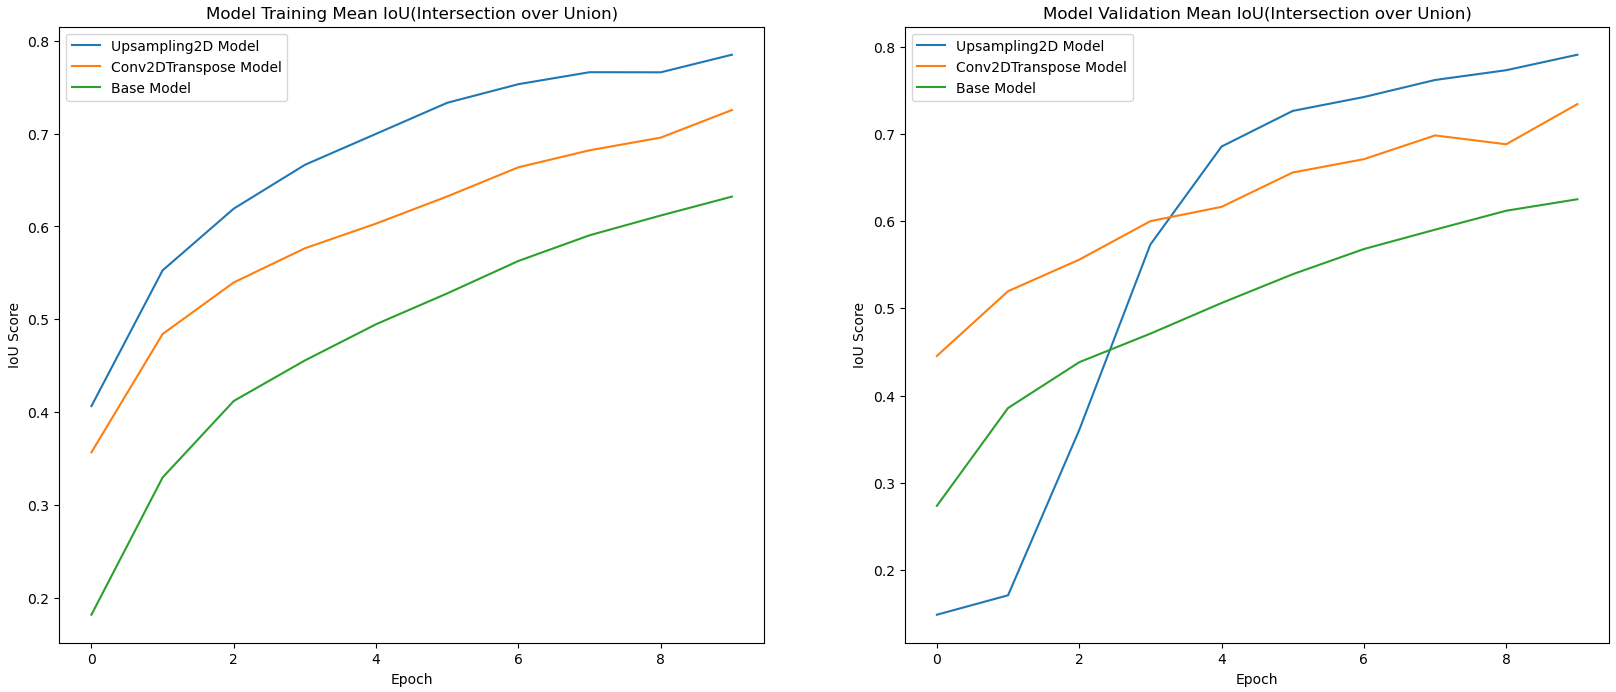 Model Training Mean IoU(Intersection over Union)
Upsampling2D Model
Conv2DTranspose Model
Base Model
0.8
0.7
0.6
0.5
0.4
0.3
0.2
IoU Score
0 2 4 6 8
Epoch
Model Validation Mean IoU(Intersection over Union)
Upsampling2D Model
Conv2DTranspose Model
Base Model
0.8
0.7
0.6
0.5
0.4
0.3
0.2
IoU Score
0 2 4 6 8
Epoch